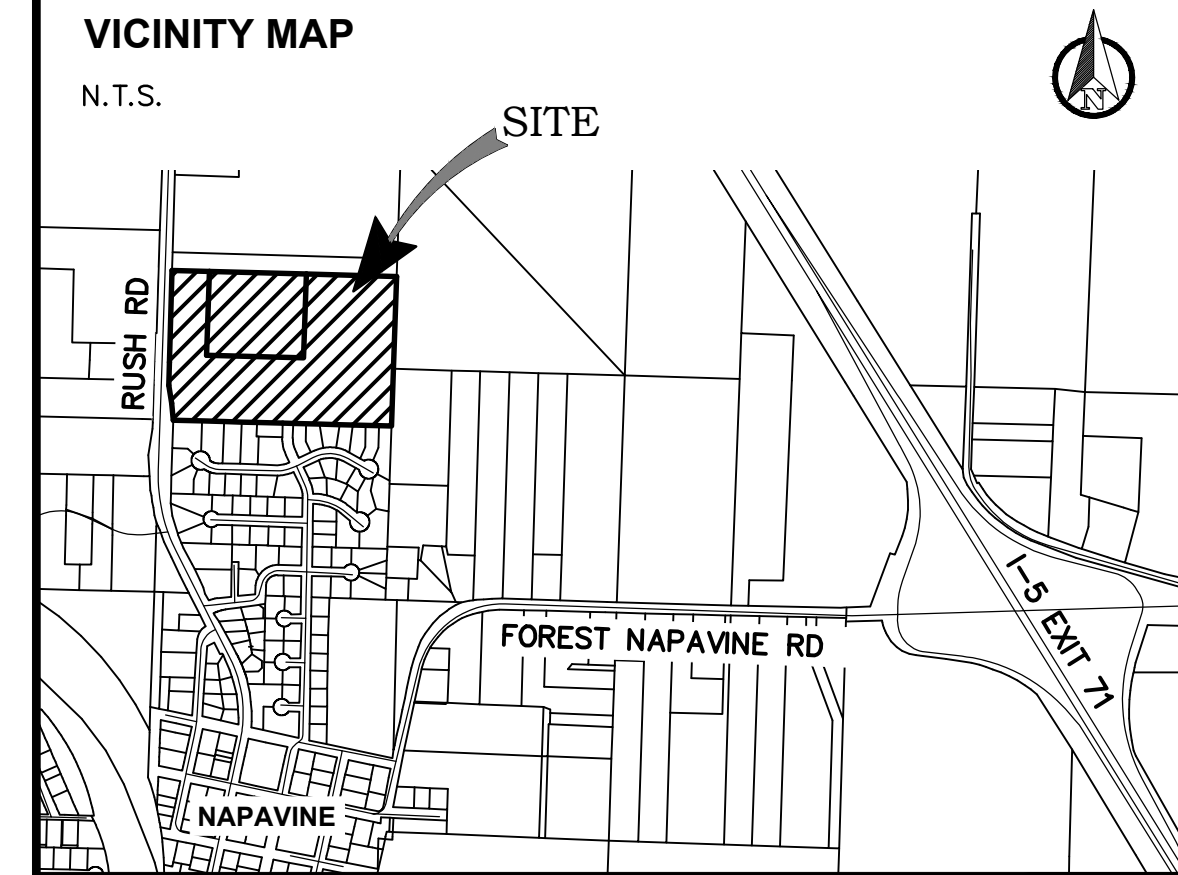 VICINITY MAP
N.T.S.
N
SITE
RUSH RD
FOREST NAPAVINE RD
I-5 EXIT 71
NAPAVINE